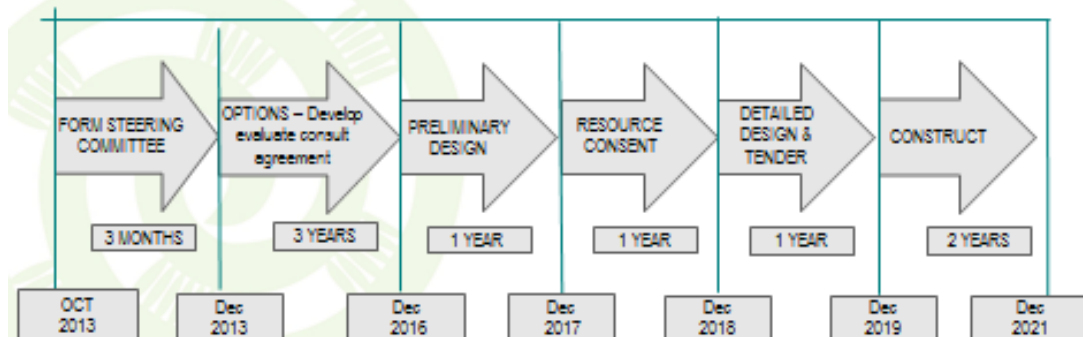 FORM STEERING
COMMITTEE
OPTIONS – Develop
evaluate consult
agreement
PRELIMINARY
DESIGN
RESOURCE
CONSENT
DETAILED
DESIGN &
TENDER
CONSTRUCT
3 MONTHS
3 YEARS
1 YEAR
1 YEAR
1 YEAR
2 YEARS
OCT
2013
Dec
2013
Dec
2016
Dec
2017
Dec
2018
Dec
2019
Dec
2021